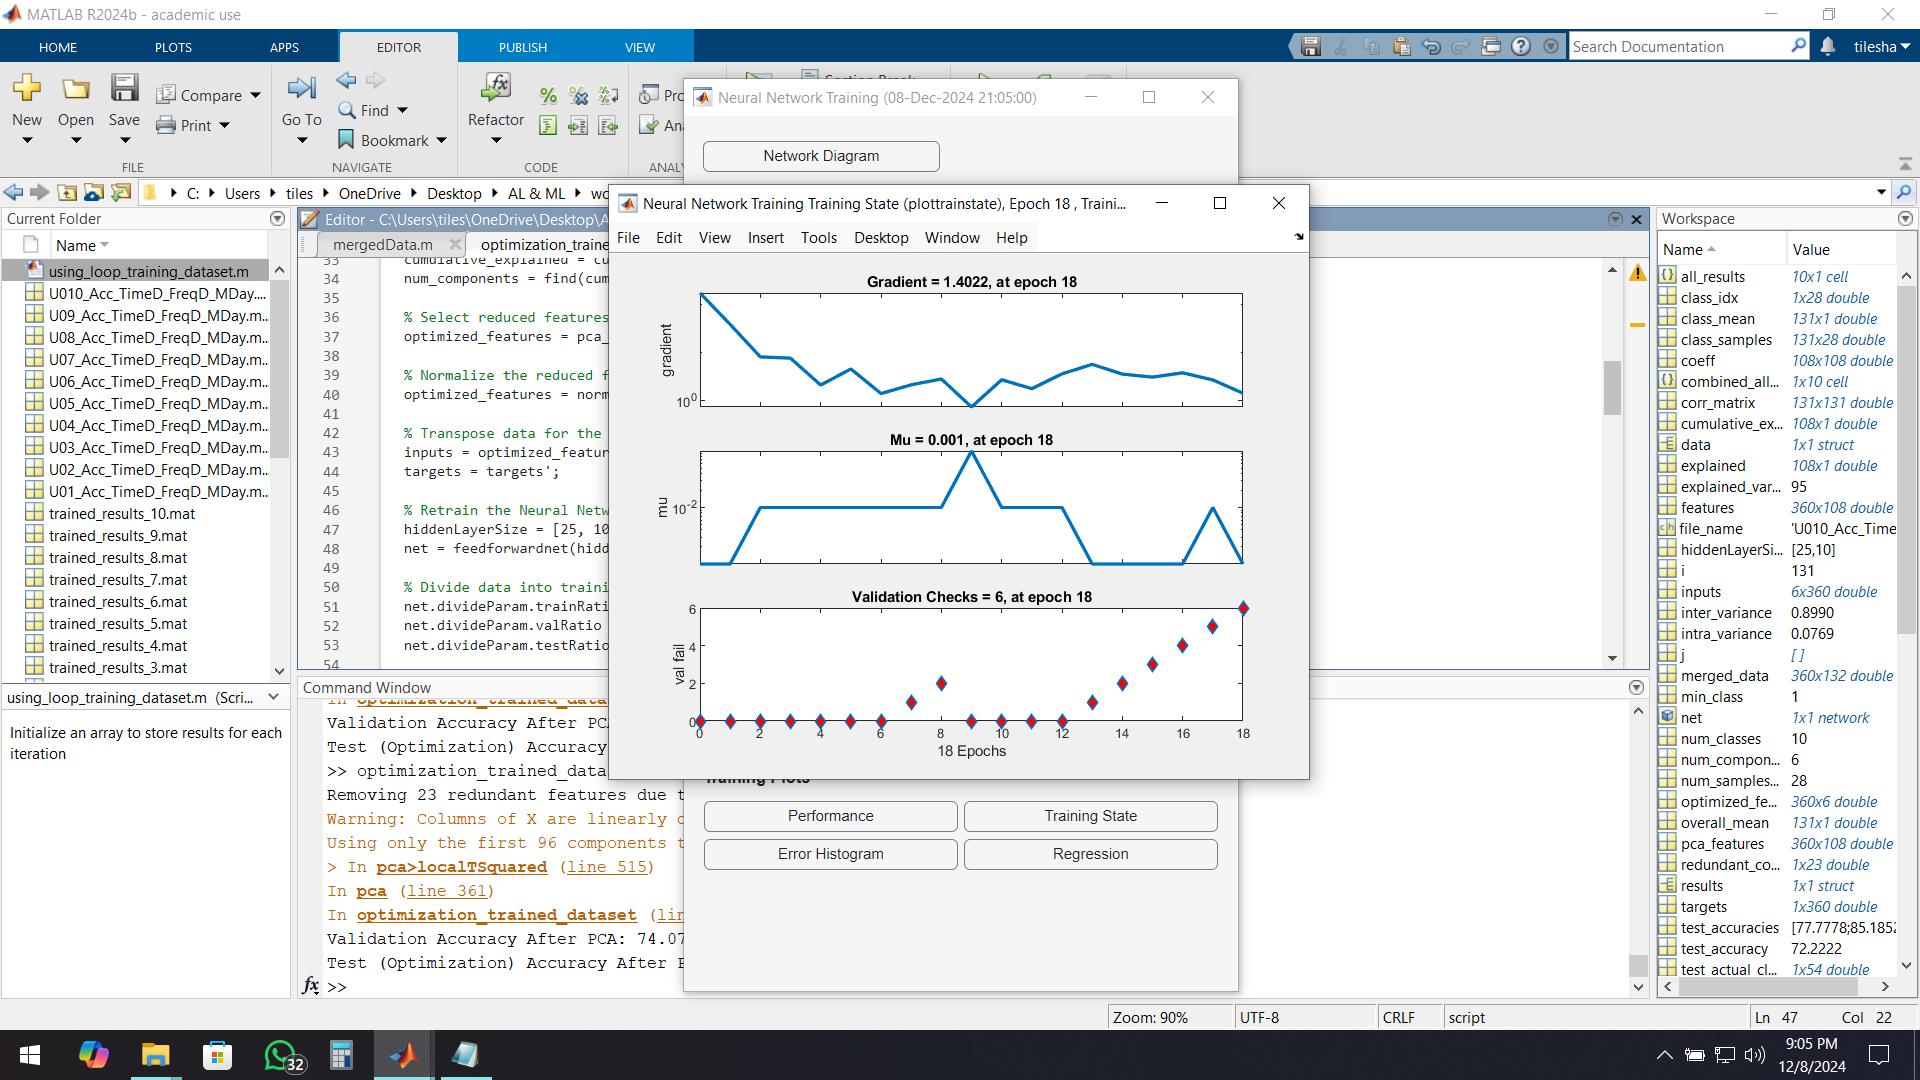 MATLAB R2024b - academic use
HOME PLOTS APPS EDITOR PUBLISH VIEW
Search Documentation
tilesha
New Open Save Compare Print
Go To Find Bookmark
Refactor
FILE NAVIGATE CODE
Neural Network Training (08-Dec-2024 21:05:00)
Network Diagram
C: Users tiles OneDrive Desktop AL & ML
Current Folder
Name
using_loop_training_dataset.m
U010_Acc_TimeD_FreqD_MDay....
U09_Acc_TimeD_FreqD_MDay.m...
U08_Acc_TimeD_FreqD_MDay.m...
U07_Acc_TimeD_FreqD_MDay.m...
U06_Acc_TimeD_FreqD_MDay.m...
U05_Acc_TimeD_FreqD_MDay.m...
U04_Acc_TimeD_FreqD_MDay.m...
U03_Acc_TimeD_FreqD_MDay.m...
U02_Acc_TimeD_FreqD_MDay.m...
U01_Acc_TimeD_FreqD_MDay.m...
trained_results_10.mat
trained_results_9.mat
trained_results_8.mat
trained_results_7.mat
trained_results_6.mat
trained_results_5.mat
trained_results_4.mat
trained_results_3.mat
using_loop_training_dataset.m (Scri...
Initialize an array to store results for each
iteration
Editor - C:\Users\tiles\OneDrive\Desktop\A
mergedData.m optimization_traine
33 cumulative_explained = cu
34 num_components = find(cum
35
36 % Select reduced features
37 optimized_features = pca_
38
39 % Normalize the reduced f
40 optimized_features = norm
41
42 % Transpose data for the
43 inputs = optimized_featur
44 targets = targets';
45
46 % Retrain the Neural Netw
47 hiddenLayerSize = [25, 10
48 net = feedforwardnet(hidd
49
50 % Divide data into traini
51 net.divideParam.trainRati
52 net.divideParam.valRatio
53 net.divideParam.testRatio
54
Command Window
In optimization_trained_data
Validation Accuracy After PC
Test (Optimization) Accuracy
>> optimization_trained_data
Removing 23 redundant features due t
Warning: Columns of X are linearly
Using only the first 96 components t
> In pca>localTSquared (line 515)
In pca (line 361)
In optimization_trained_dataset (lin
Validation Accuracy After PCA: 74.07
Test (Optimization) Accuracy After P
fx >>
Neural Network Training Training State (plottrainstate), Epoch 18 , Traini...
File Edit View Insert Tools Desktop Window Help
Gradient = 1.4022, at epoch 18
gradient
10^0
Mu = 0.001, at epoch 18
mu
10^-2
Validation Checks = 6, at epoch 18
val fail
6
4
2
0
0 2 4 6 8 10 12 14 16 18
18 Epochs
Training Plots
Performance Training State
Error Histogram Regression
Workspace
Name Value
all_results 10x1 cell
class_idx 1x28 double
class_mean 131x1 double
class_samples 131x28 double
coeff 108x108 double
combined_all... 1x10 cell
corr_matrix 131x131 double
cumulative_ex... 108x1 double
data 1x1 struct
explained 108x1 double
explained_var... 95
features 360x108 double
file_name 'U010_Acc_Time
hiddenLayerSi... [25,10]
i 131
inputs 6x360 double
inter_variance 0.8990
intra_variance 0.0769
j []
merged_data 360x132 double
min_class 1
net 1x1 network
num_classes 10
num_compon... 6
num_samples... 28
optimized_fe... 360x6 double
overall_mean 131x1 double
pca_features 360x108 double
redundant_co... 1x23 double
results 1x1 struct
targets 1x360 double
test_accuracies [77.7778;85.1852
test_accuracy 72.2222
test_actual_cl... 1x54 double
Zoom: 90% UTF-8 CRLF script Ln 47 Col 22
32
9:05 PM
12/8/2024